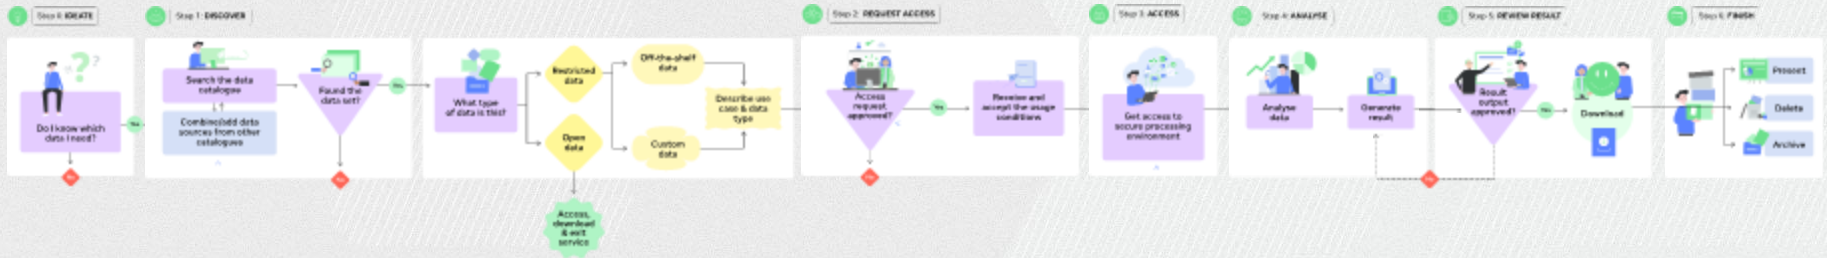 Step 0: IDEATE
Do I know which
data I need?
Yes
No
Step 1: DISCOVER
Search the data
catalogue
Combine/add data
sources from other
catalogues
Found the
data set?
Yes
No
What type
of data is this?
Restricted
data
Open
data
Off-the-shelf
data
Custom
data
Describe use
case & data
type
Access,
download
& exit
service
Step 2: REQUEST ACCESS
Access
request
approved?
Yes
No
Receive and
accept the usage
conditions
Step 3: ACCESS
Get access to
secure processing
environment
Step 4: ANALYSE
Analyse
data
Generate
result
Step 5: REVIEW RESULT
Result
output
approved?
Yes
No
Download
Step 6: FINISH
Present
Delete
Archive